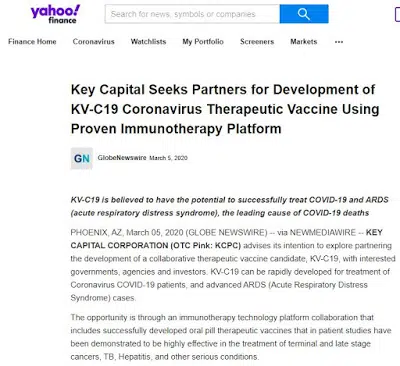 yahoo!
finance
Search for news, symbols or companies
Finance Home Coronavirus Watchlists My Portfolio Screeners Markets •••
Key Capital Seeks Partners for Development of
KV-C19 Coronavirus Therapeutic Vaccine Using
Proven Immunotherapy Platform
GN GlobeNewswire March 5, 2020
KV-C19 is believed to have the potential to successfully treat COVID-19 and ARDS
(acute respiratory distress syndrome), the leading cause of COVID-19 deaths
PHOENIX, AZ, March 05, 2020 (GLOBE NEWSWIRE) -- via NEWMEDIAWIRE -- KEY
CAPITAL CORPORATION (OTC Pink: KCPC) advises its intention to explore partnering
the development of a collaborative therapeutic vaccine candidate, KV-C19, with interested
governments, agencies and investors. KV-C19 can be rapidly developed for treatment of
Coronavirus COVID-19 patients, and advanced ARDS (Acute Respiratory Distress
Syndrome) cases.
The opportunity is through an immunotherapy technology platform collaboration that
includes successfully developed oral pill therapeutic vaccines that in patient studies have
been demonstrated to be highly effective in the treatment of terminal and late stage
cancers, TB, Hepatitis, and other serious conditions.